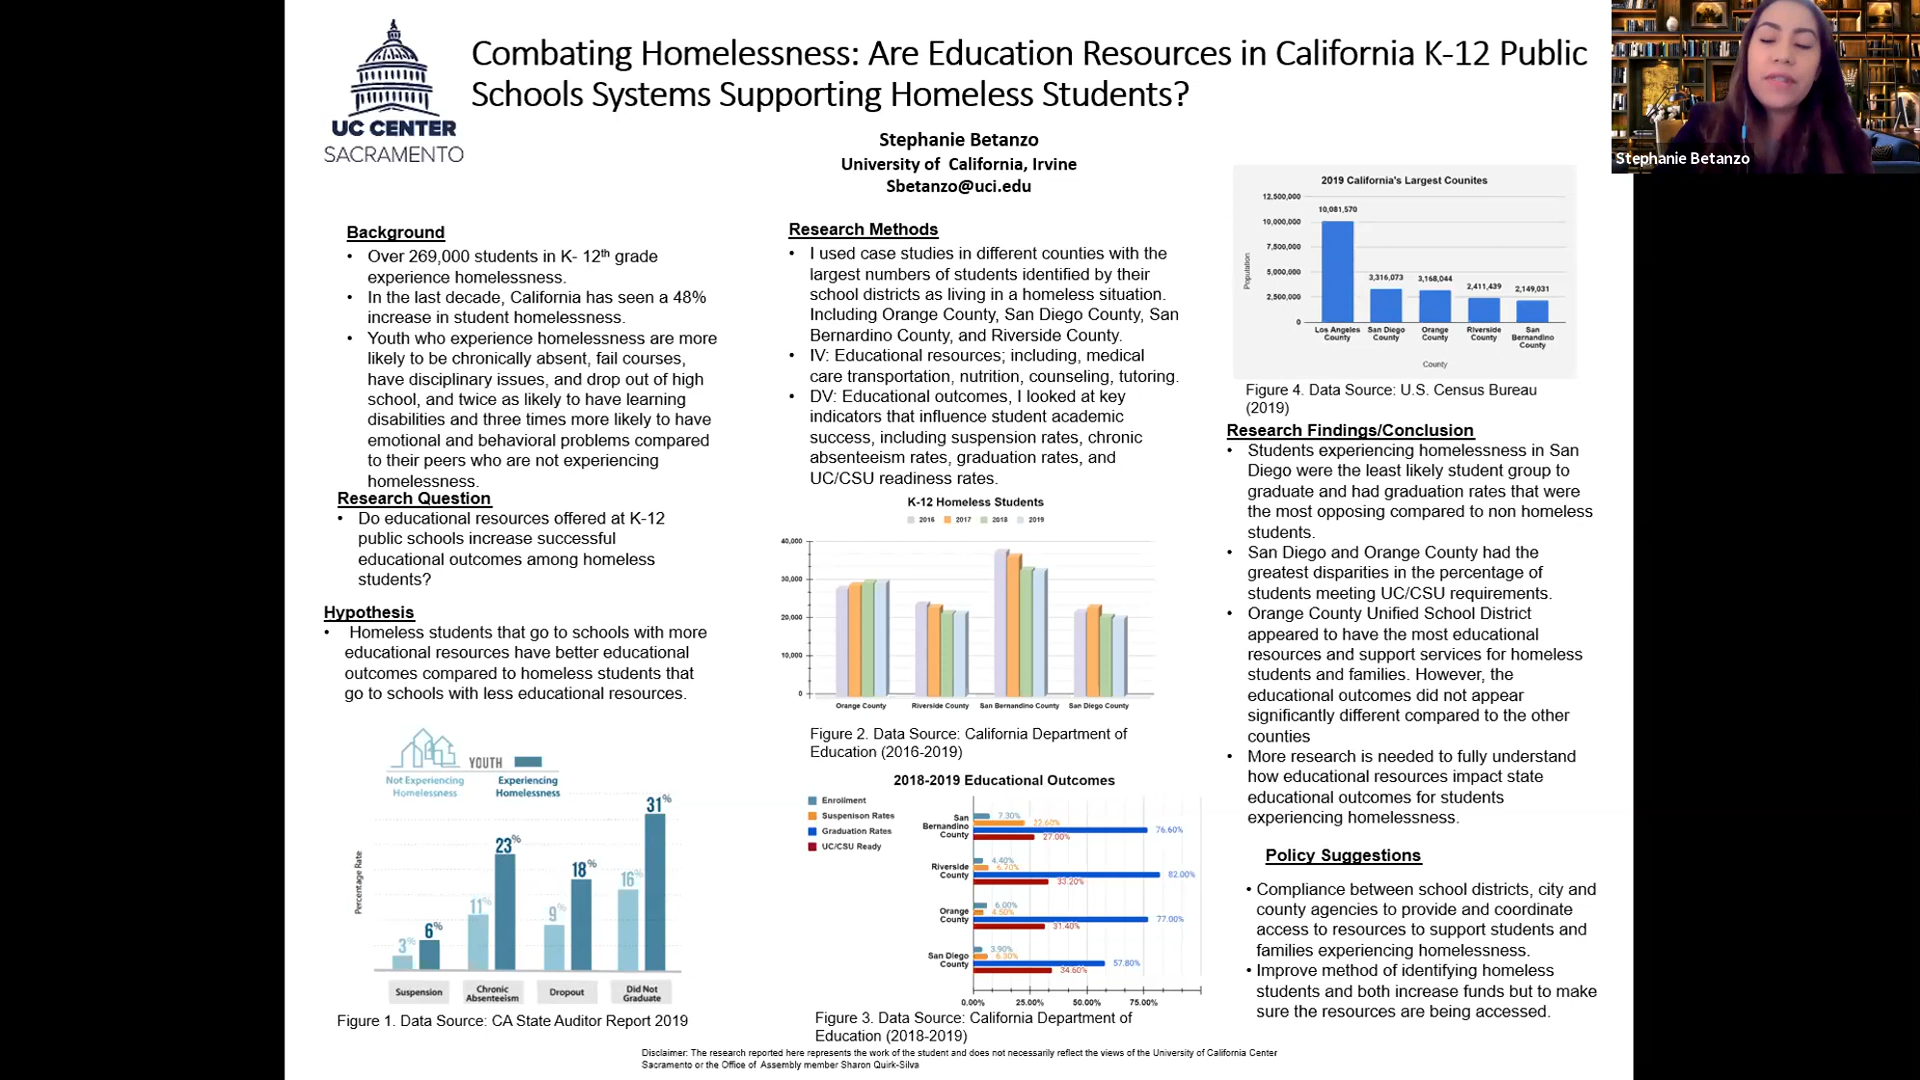 UC CENTER
SACRAMENTO
Combating Homelessness: Are Education Resources in California K-12 Public
Schools Systems Supporting Homeless Students?
Stephanie Betanzo
University of California, Irvine
Sbetanzo@uci.edu
Stephanie Betanzo
Background
• Over 269,000 students in K- 12th grade
experience homelessness.
• In the last decade, California has seen a 48%
increase in student homelessness.
• Youth who experience homelessness are more
likely to be chronically absent, fail courses,
have disciplinary issues, and drop out of high
school, and twice as likely to have learning
disabilities and three times more likely to have
emotional and behavioral problems compared
to their peers who are not experiencing
homelessness.
Research Question
• Do educational resources offered at K-12
public schools increase successful
educational outcomes among homeless
students?
Hypothesis
• Homeless students that go to schools with more
educational resources have better educational
outcomes compared to homeless students that
go to schools with less educational resources.
YOUTH
Not Experiencing
Homelessness
Experiencing
Homelessness
Percentage Rate
3%
6%
11%
23%
9%
18%
16%
31%
Suspension
Chronic
Absenteeism
Dropout
Did Not
Graduate
Figure 1. Data Source: CA State Auditor Report 2019
Research Methods
• I used case studies in different counties with the
largest numbers of students identified by their
school districts as living in a homeless situation.
Including Orange County, San Diego County, San
Bernardino County, and Riverside County.
• IV: Educational resources; including, medical
care transportation, nutrition, counseling, tutoring.
• DV: Educational outcomes, I looked at key
indicators that influence student academic
success, including suspension rates, chronic
absenteeism rates, graduation rates, and
UC/CSU readiness rates.
K-12 Homeless Students
2016 2017 2018 2019
40,000
30,000
20,000
10,000
0
Orange County Riverside County San Bernandino County San Diego County
Figure 2. Data Source: California Department of
Education (2016-2019)
2018-2019 Educational Outcomes
Enrollment
Suspenison Rates
Graduation Rates
UC/CSU Ready
San
Bernandino
County
7.30%
22.60%
76.60%
27.00%
Riverside
County
4.40%
6.70%
82.00%
33.20%
Orange
County
6.00%
4.50%
77.00%
31.40%
San Diego
County
3.90%
6.30%
57.80%
34.60%
0.00% 25.00% 50.00% 75.00%
Figure 3. Data Source: California Department of
Education (2018-2019)
2019 California's Largest Counites
Population
12,500,000
10,000,000
7,500,000
5,000,000
2,500,000
0
10,081,570
3,316,073
3,168,044
2,411,439
2,149,031
Los Angeles
County
San Diego
County
Orange
County
Riverside
County
San
Bernandino
County
County
Figure 4. Data Source: U.S. Census Bureau
(2019)
Research Findings/Conclusion
• Students experiencing homelessness in San
Diego were the least likely student group to
graduate and had graduation rates that were
the most opposing compared to non homeless
students.
• San Diego and Orange County had the
greatest disparities in the percentage of
students meeting UC/CSU requirements.
• Orange County Unified School District
appeared to have the most educational
resources and support services for homeless
students and families. However, the
educational outcomes did not appear
significantly different compared to the other
counties
• More research is needed to fully understand
how educational resources impact state
educational outcomes for students
experiencing homelessness.
Policy Suggestions
• Compliance between school districts, city and
county agencies to provide and coordinate
access to resources to support students and
families experiencing homelessness.
• Improve method of identifying homeless
students and both increase funds but to make
sure the resources are being accessed.
Disclaimer: The research reported here represents the work of the student and does not necessarily reflect the views of the University of California Center
Sacramento or the Office of Assembly member Sharon Quirk-Silva